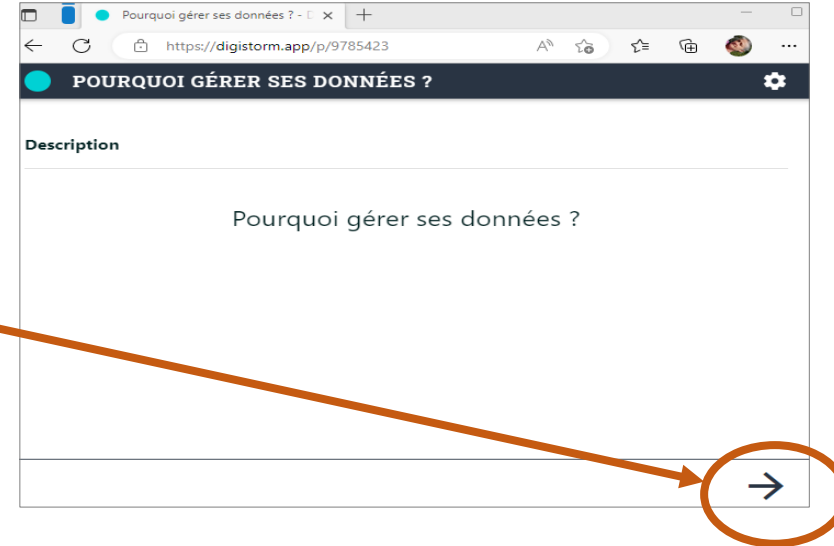 Pourquoi gérer ses données ? - D
https://digistorm.app/p/9785423
POURQUOI GÉRER SES DONNÉES ?
Description
Pourquoi gérer ses données ?